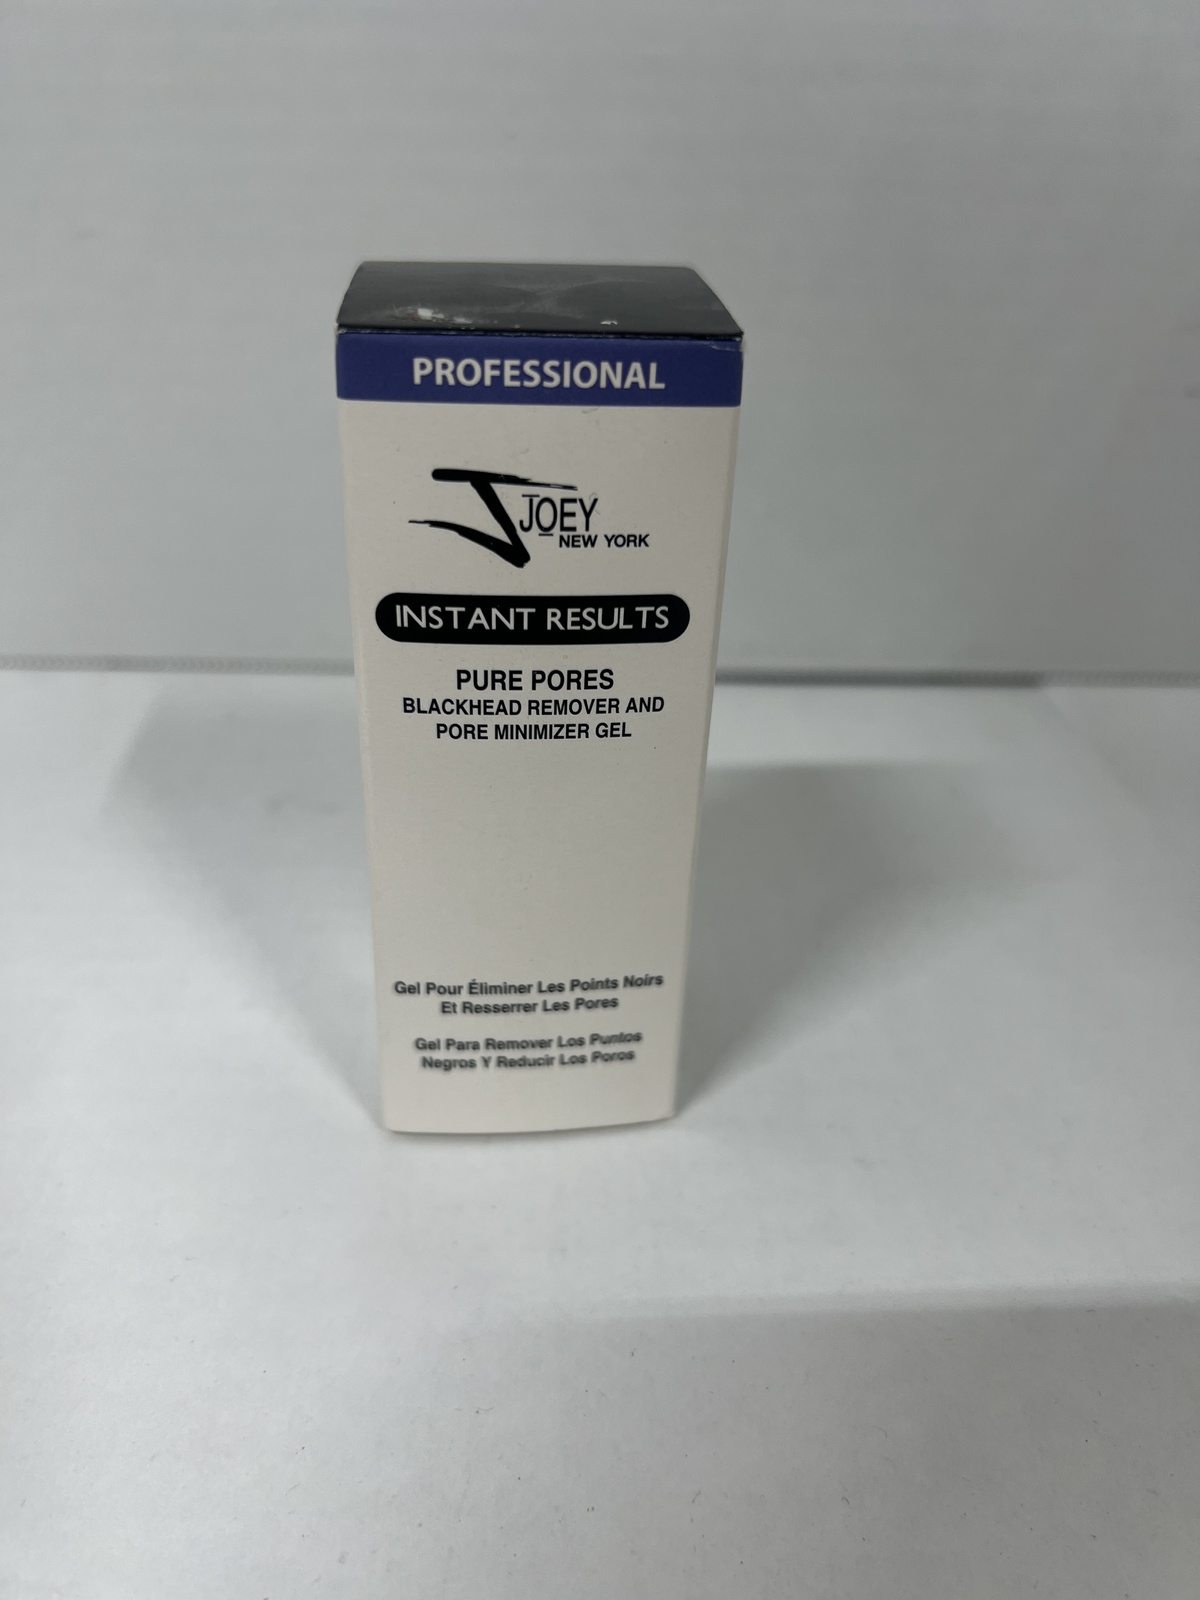 PROFESSIONAL
JOEY
NEW YORK
INSTANT RESULTS
PURE PORES
BLACKHEAD REMOVER AND
PORE MINIMIZER GEL
Gel Pour Éliminer Les Points Noirs
Et Resserrer Les Pores
Gel Para Remover Los Puntos
Negros Y Reducir Los Poros